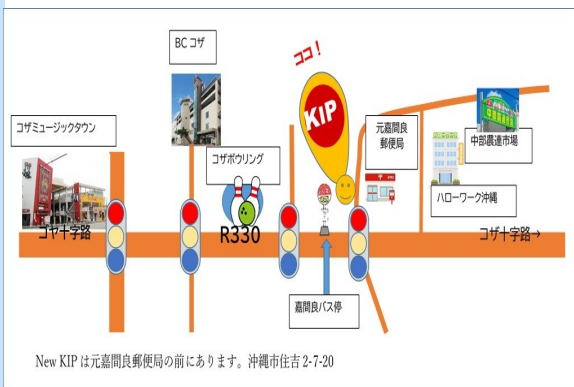 BC コザ
ココ！
KIP
コザミュージックタウン
コザボウリング
元嘉間良
郵便局
中部農連市場
ハローワーク沖縄
ゴヤ十字路
R330
コザ十字路→
嘉間良バス停
New KIP は元嘉間良郵便局の前にあります。沖縄市住吉 2-7-20